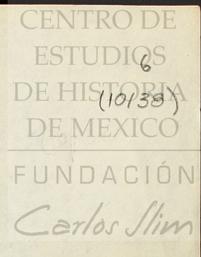 CENTRO DE
ESTUDIOS
6
DE HISTORIA
(10138)
DE MEXICO
FUNDACIÓN
Carlos Slim